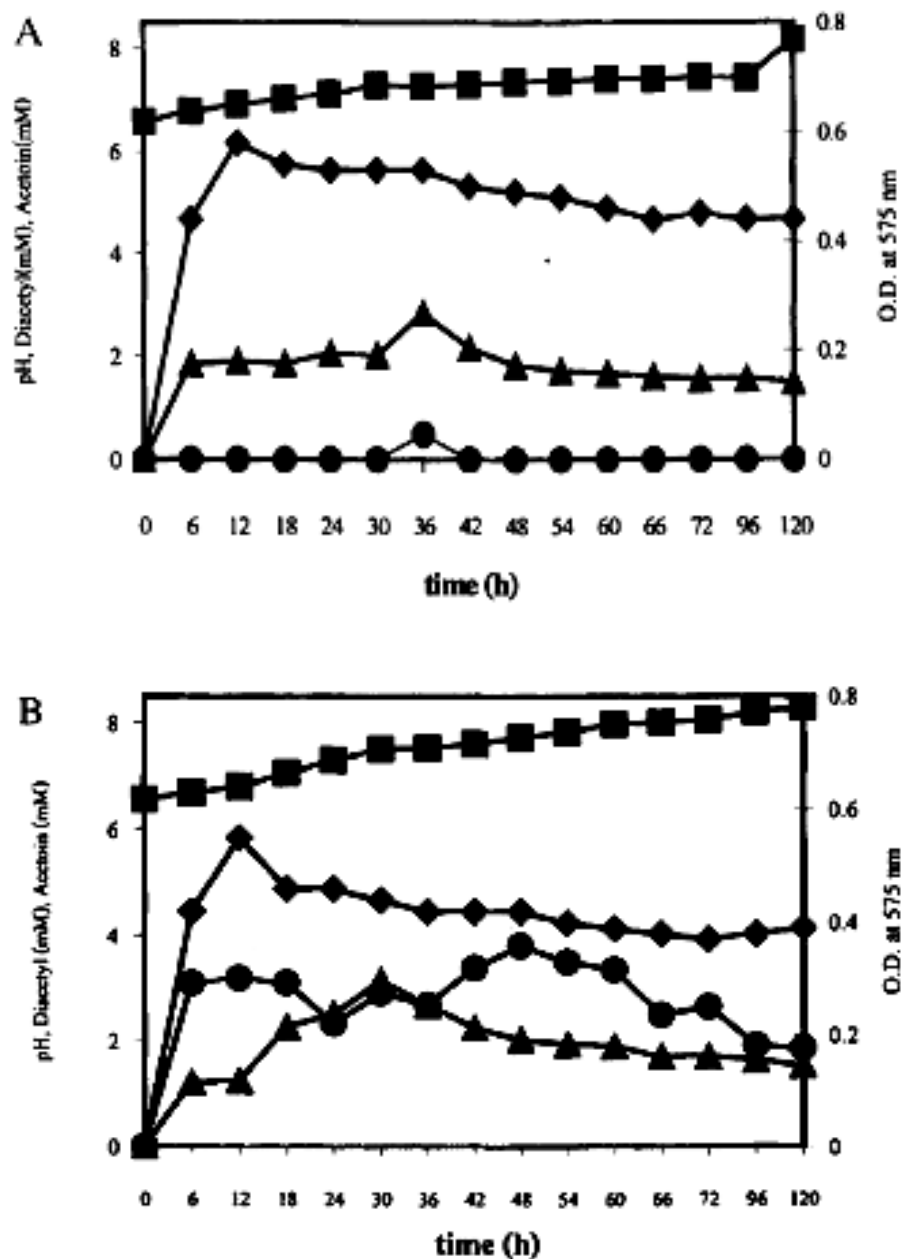 A
8
6
4
2
0
pH, Diacetyl(mM), Acetoin(mM)
0.8
0.6
0.4
0.2
0
O.D. at 575 nm
0 6 12 18 24 30 36 42 48 54 60 66 72 96 120
time (h)
B
8
6
4
2
0
pH, Diacetyl (mM), Acetoin (mM)
0.8
0.6
0.4
0.2
0
O.D. at 575 nm
0 6 12 18 24 30 36 42 48 54 60 66 72 96 120
time (h)